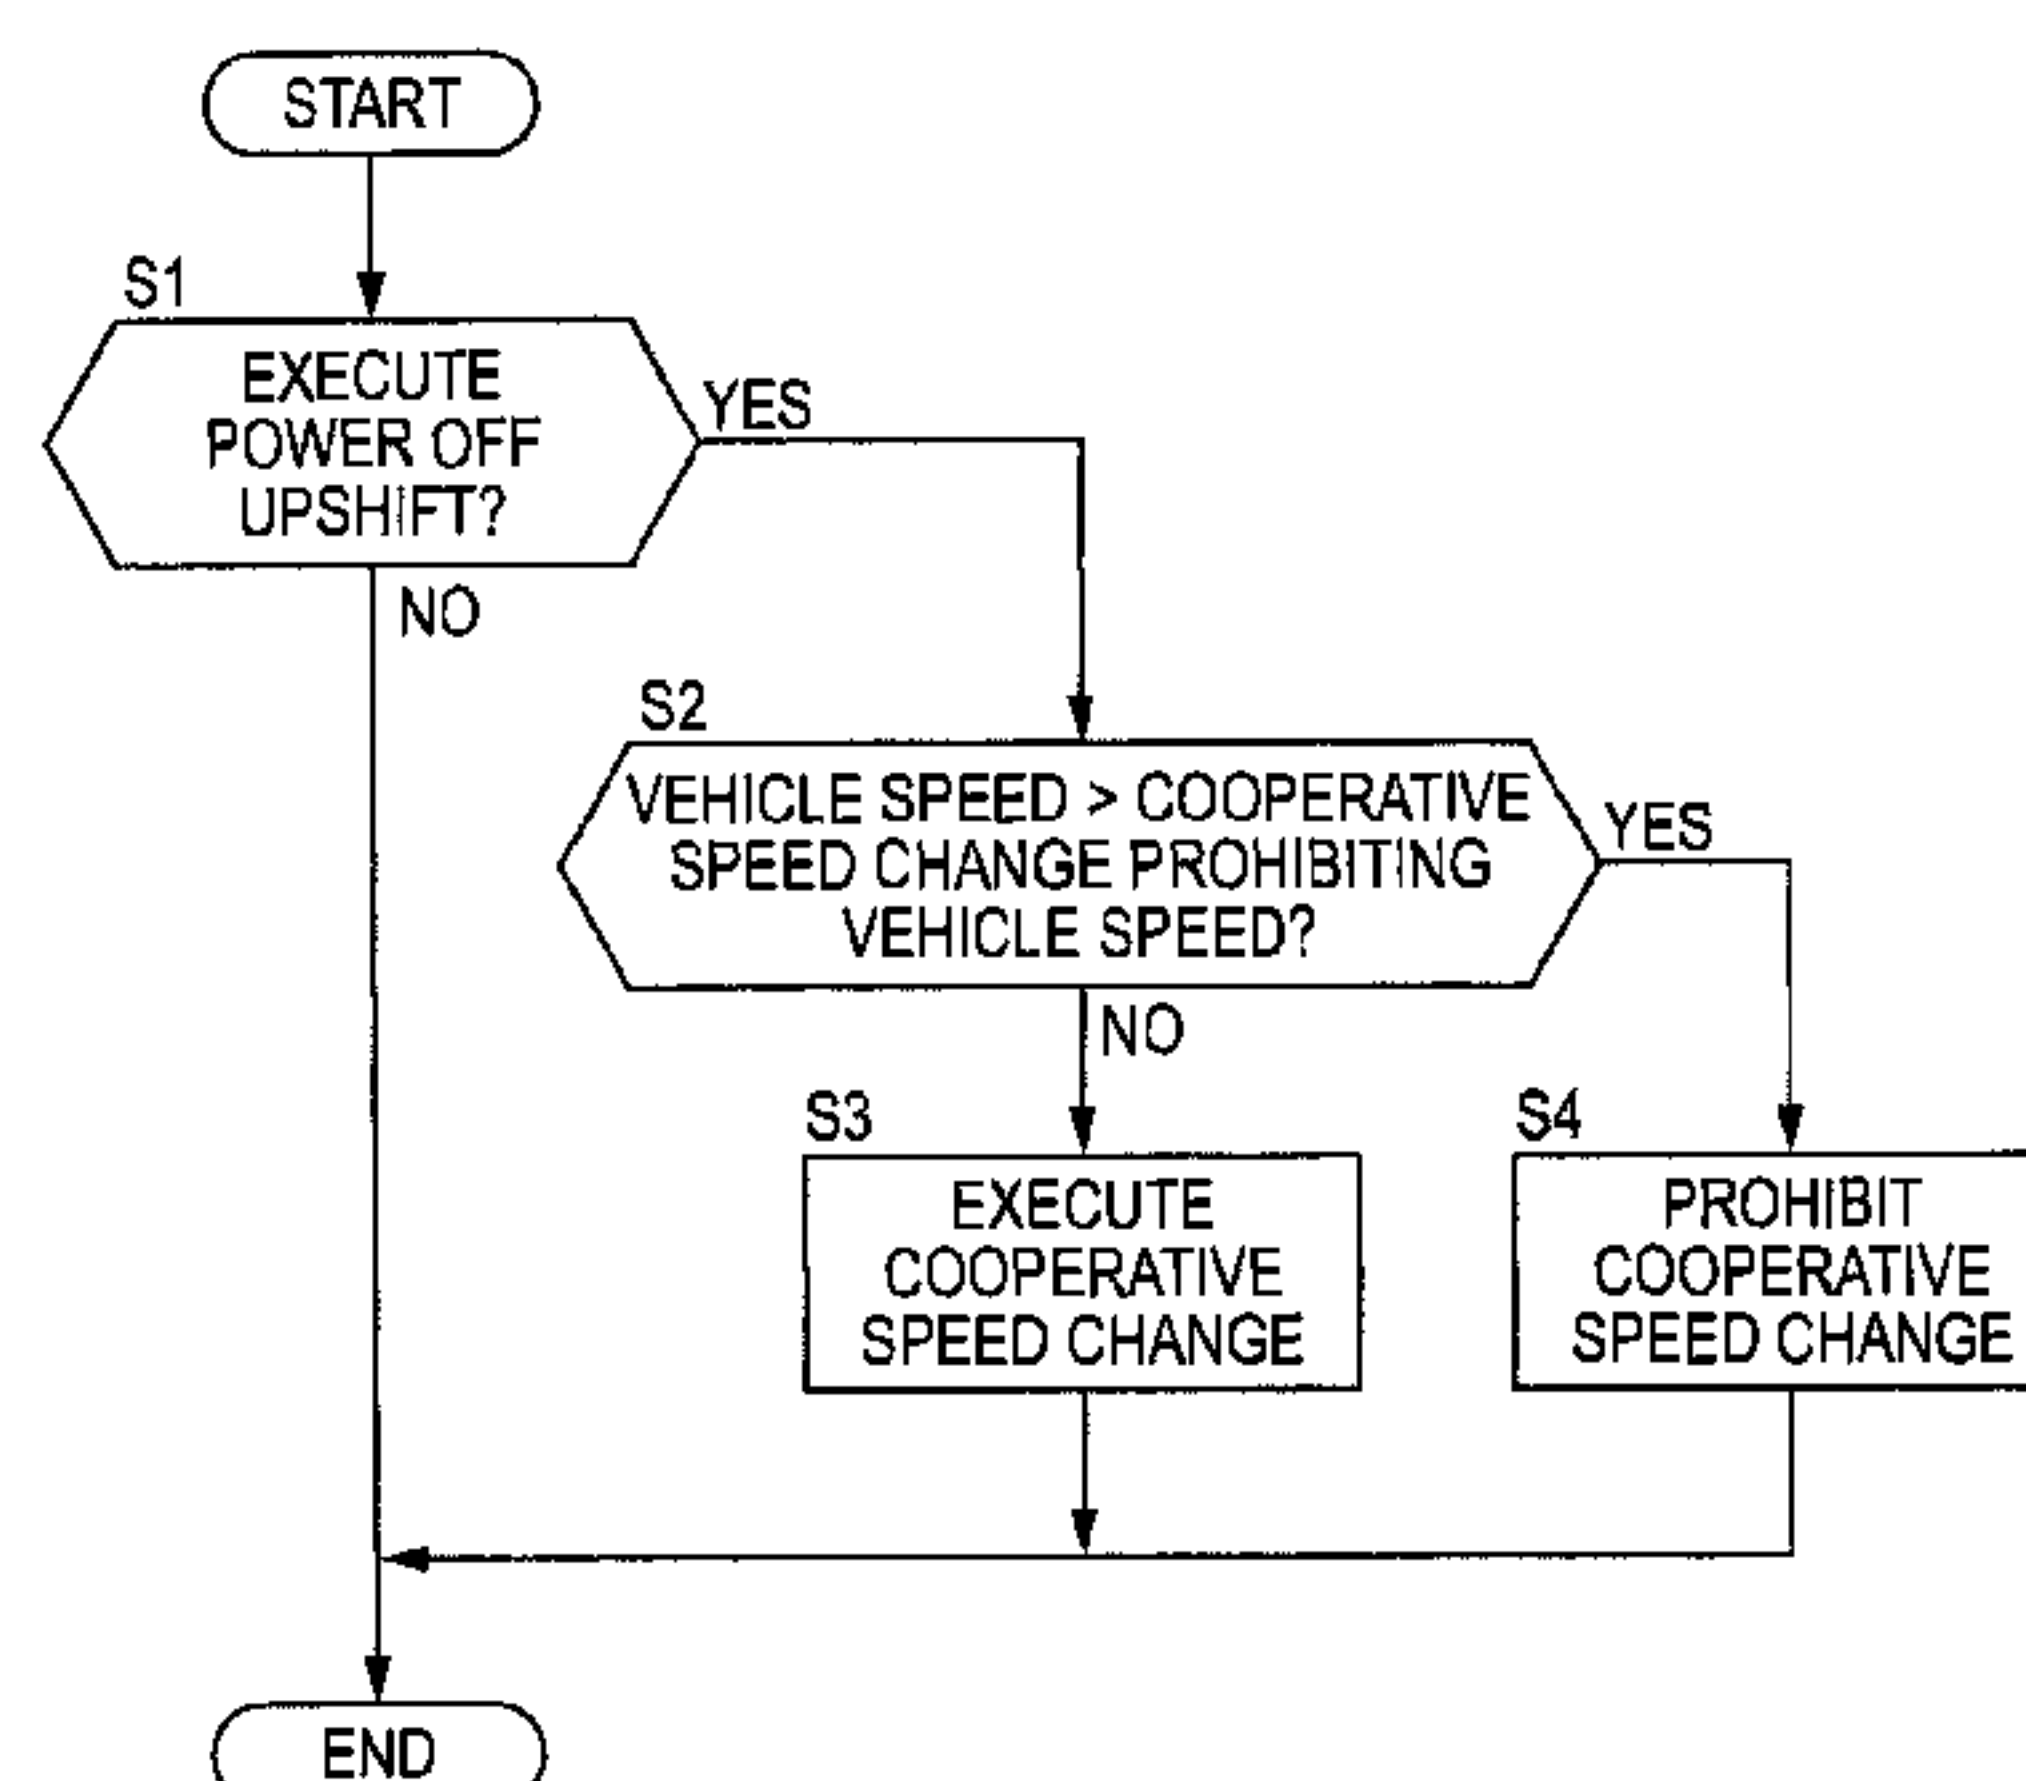 START
S1
EXECUTE
POWER OFF
UPSHIFT?
YES
NO
S2
VEHICLE SPEED > COOPERATIVE
SPEED CHANGE PROHIBITING
VEHICLE SPEED?
YES
NO
S3
EXECUTE
COOPERATIVE
SPEED CHANGE
S4
PROHIBIT
COOPERATIVE
SPEED CHANGE
END